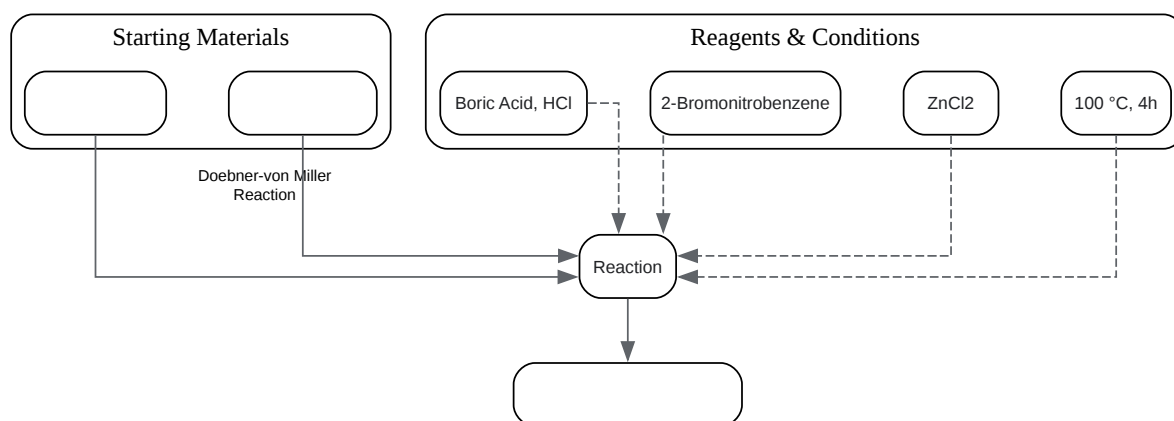 Starting Materials
Reagents & Conditions
Boric Acid, HCl
2-Bromonitrobenzene
ZnCl2
100 °C, 4h
Doebner-von Miller
Reaction
Reaction